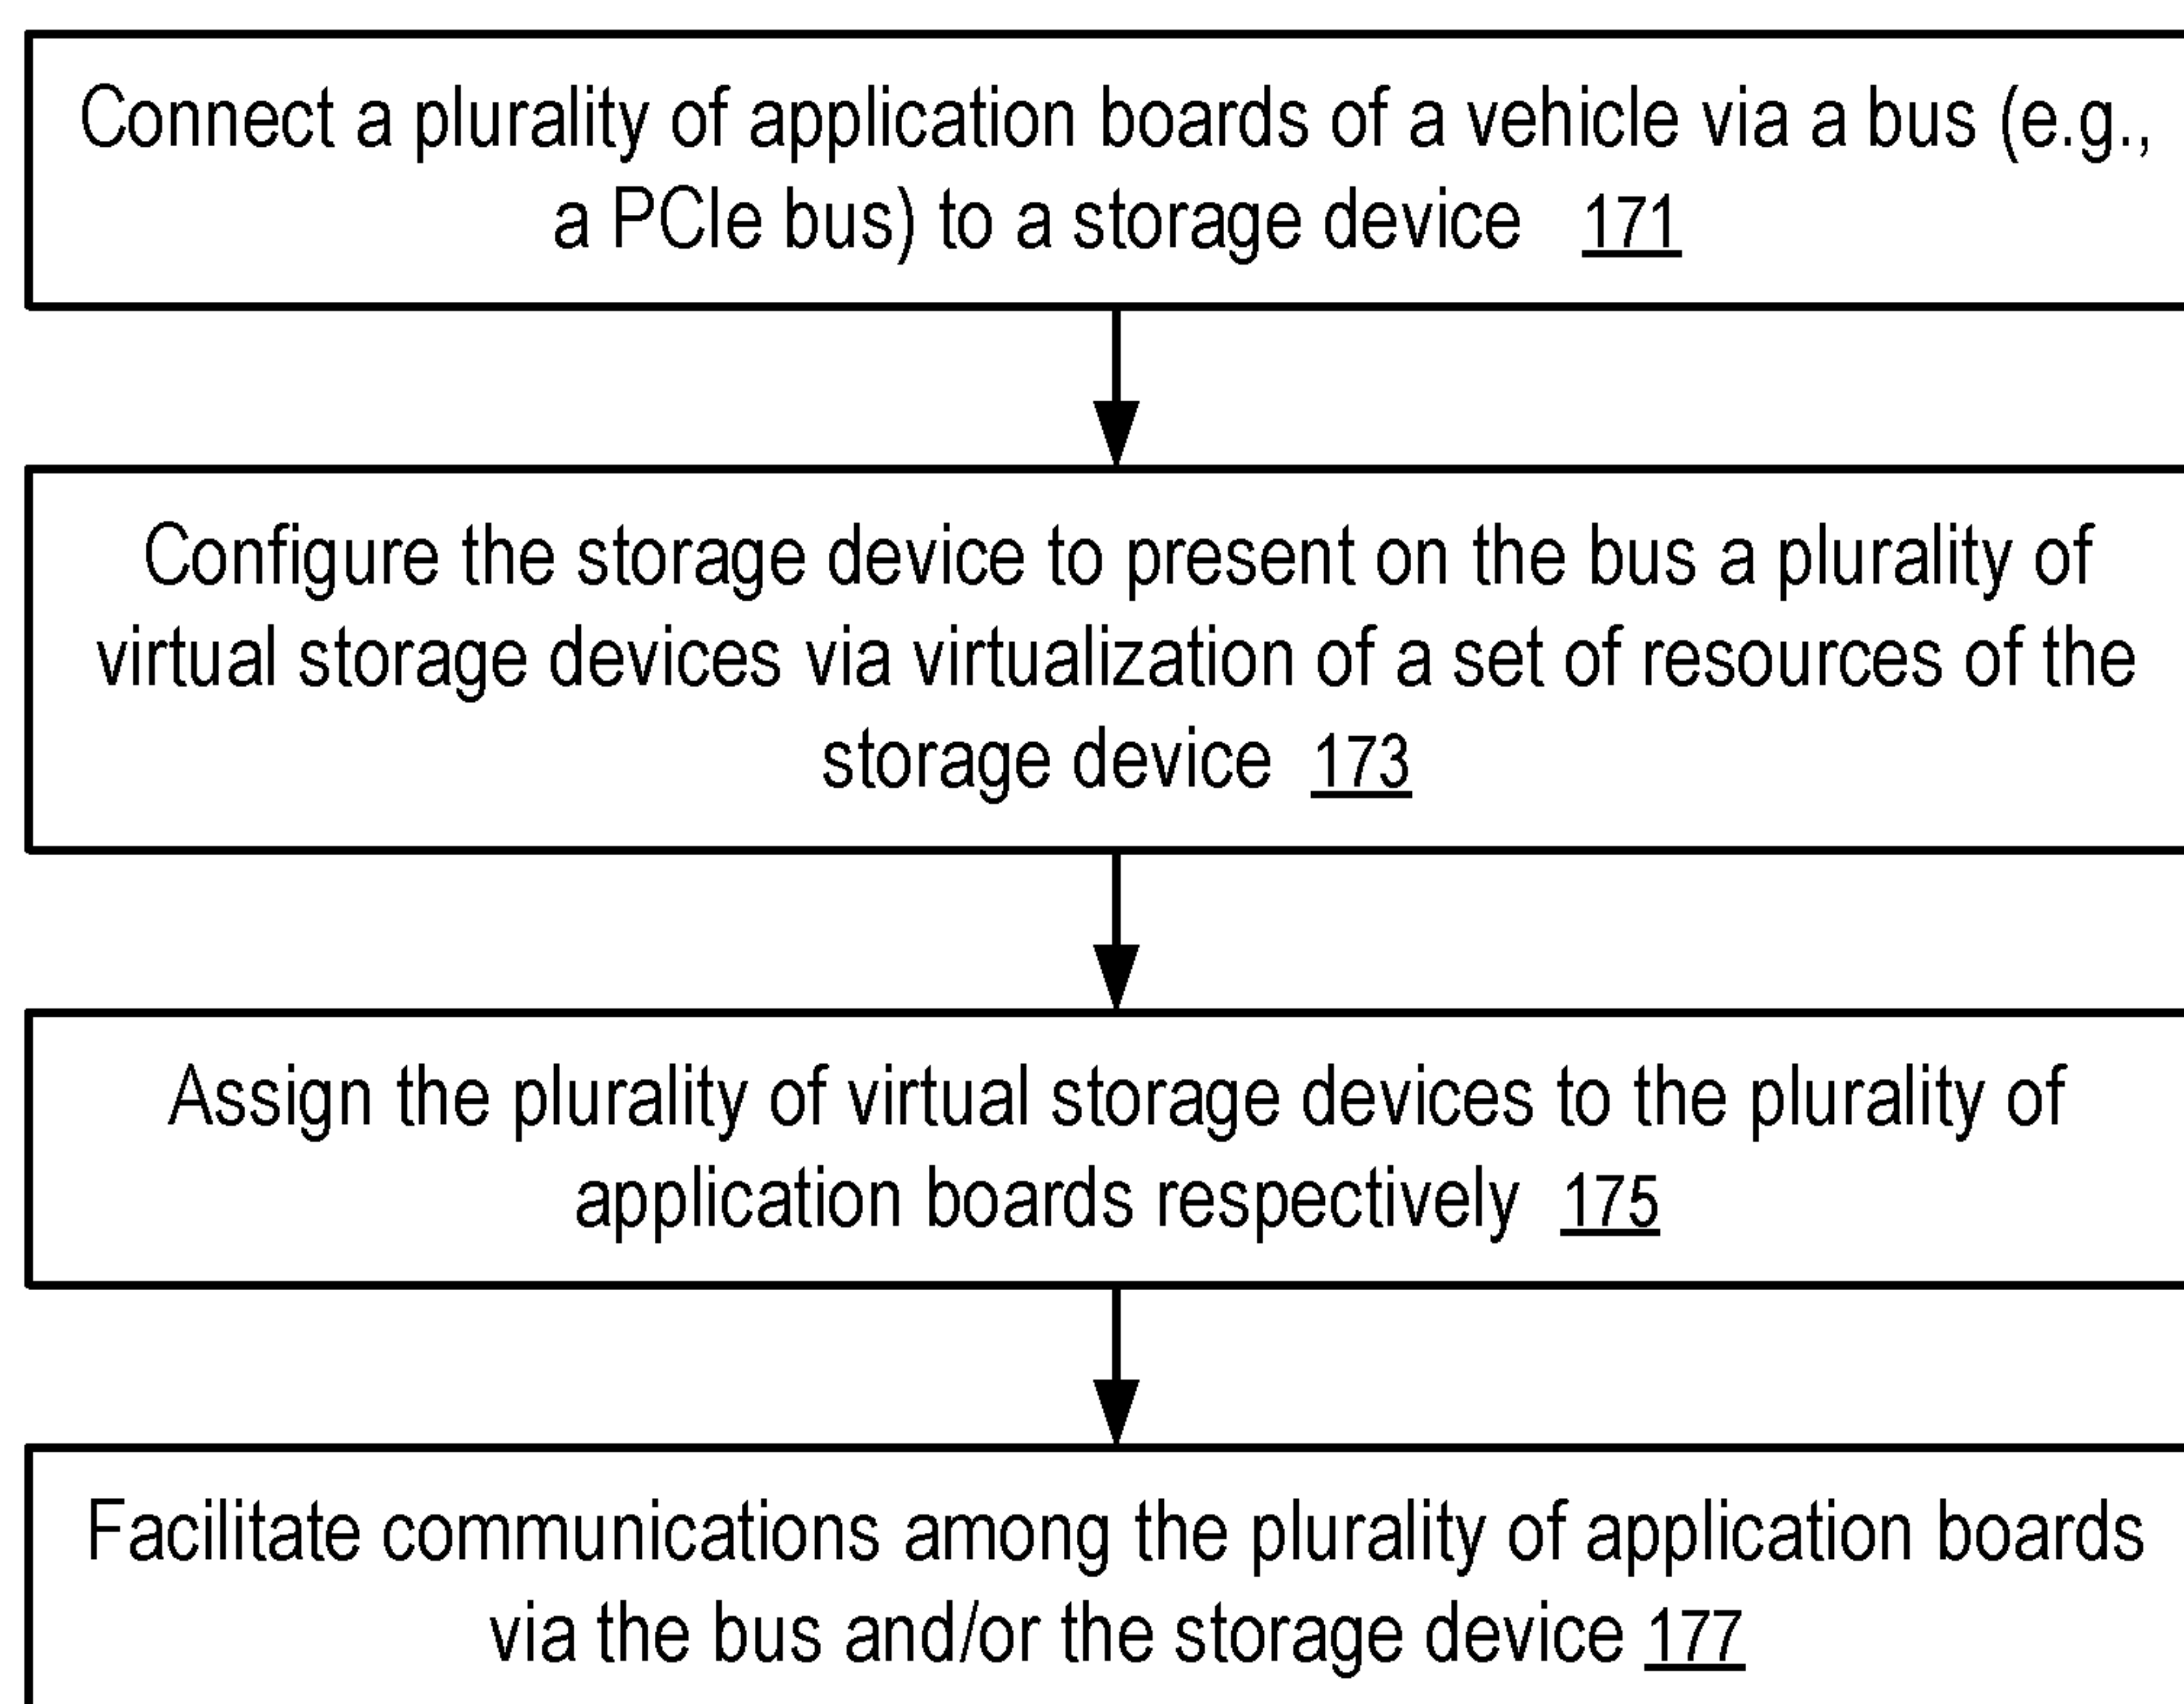 Connect a plurality of application boards of a vehicle via a bus (e.g.,
a PCIe bus) to a storage device 171
Configure the storage device to present on the bus a plurality of
virtual storage devices via virtualization of a set of resources of the
storage device 173
Assign the plurality of virtual storage devices to the plurality of
application boards respectively 175
Facilitate communications among the plurality of application boards
via the bus and/or the storage device 177